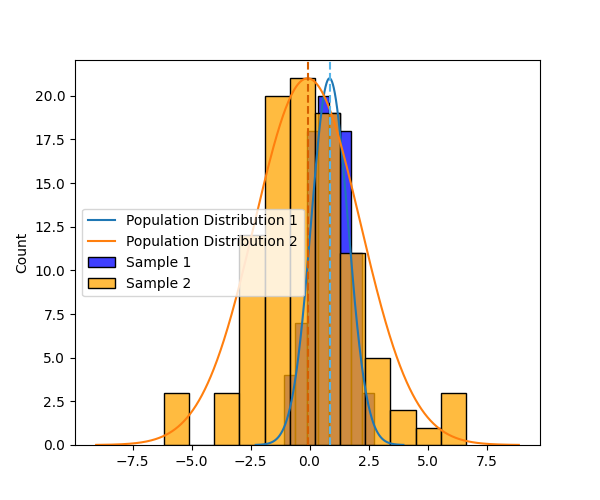 20.0
17.5
15.0
12.5
10.0
7.5
5.0
2.5
0.0
Count
Population Distribution 1
Population Distribution 2
Sample 1
Sample 2
−7.5 −5.0 −2.5 0.0 2.5 5.0 7.5